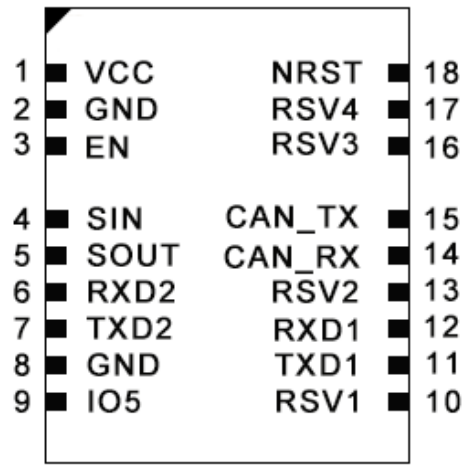 1 VCC NRST 18
2 GND RSV4 17
3 EN RSV3 16
4 SIN CAN_TX 15
5 SOUT CAN_RX 14
6 RXD2 RSV2 13
7 TXD2 RXD1 12
8 GND TXD1 11
9 IO5 RSV1 10